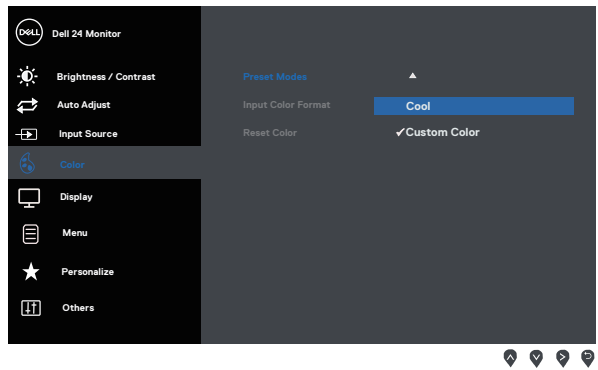 DELL Dell 24 Monitor
Brightness / Contrast
Auto Adjust
Input Source
Color
Display
Menu
Personalize
Others
Preset Modes
Input Color Format
Cool
Reset Color
✓Custom Color